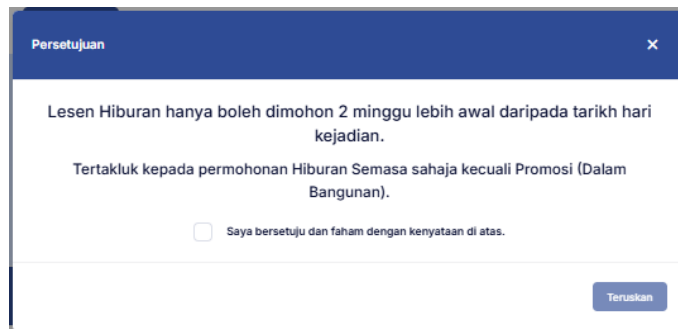 Persetujuan
×
Lesen Hiburan hanya boleh dimohon 2 minggu lebih awal daripada tarikh hari
kejadian.
Tertakluk kepada permohonan Hiburan Semasa sahaja kecuali Promosi (Dalam
Bangunan).
Saya bersetuju dan faham dengan kenyataan di atas.
Teruskan